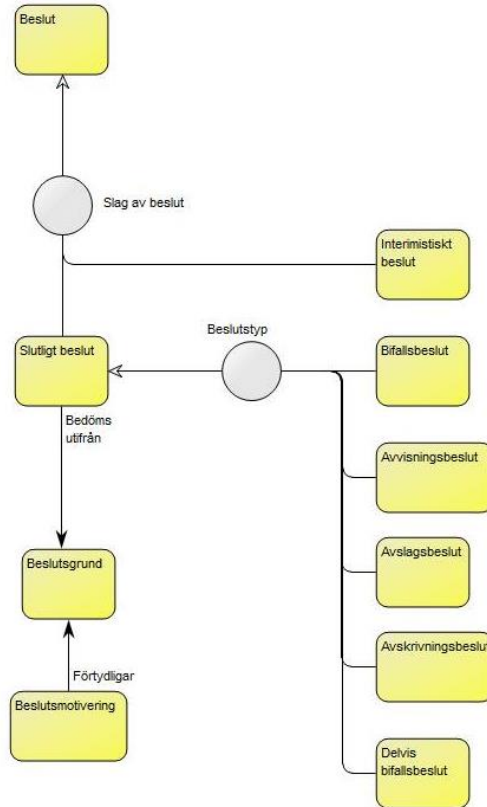 Beslut
Slag av beslut
Interimistiskt
beslut
Beslutstyp
Slutligt beslut
Bifallsbeslut
Bedöms
utifrån
Avvisningsbeslut
Avslagsbeslut
Beslutsgrund
Avskrivningsbeslut
Förtydligar
Beslutsmotivering
Delvis
bifallsbeslut